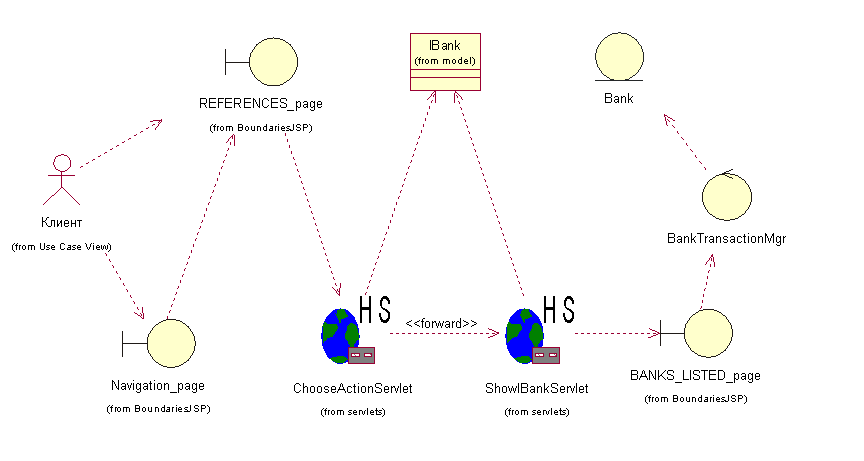 IBank
(from model)
REFERENCES_page
(from BoundariesJSP)
Bank
Клиент
(from Use Case View)
BankTransactionMgr
HS
HS
<<forward>>
Navigation_page
(from BoundariesJSP)
ChooseActionServlet
(from servlets)
ShowIBankServlet
(from servlets)
BANKS_LISTED_page
(from BoundariesJSP)